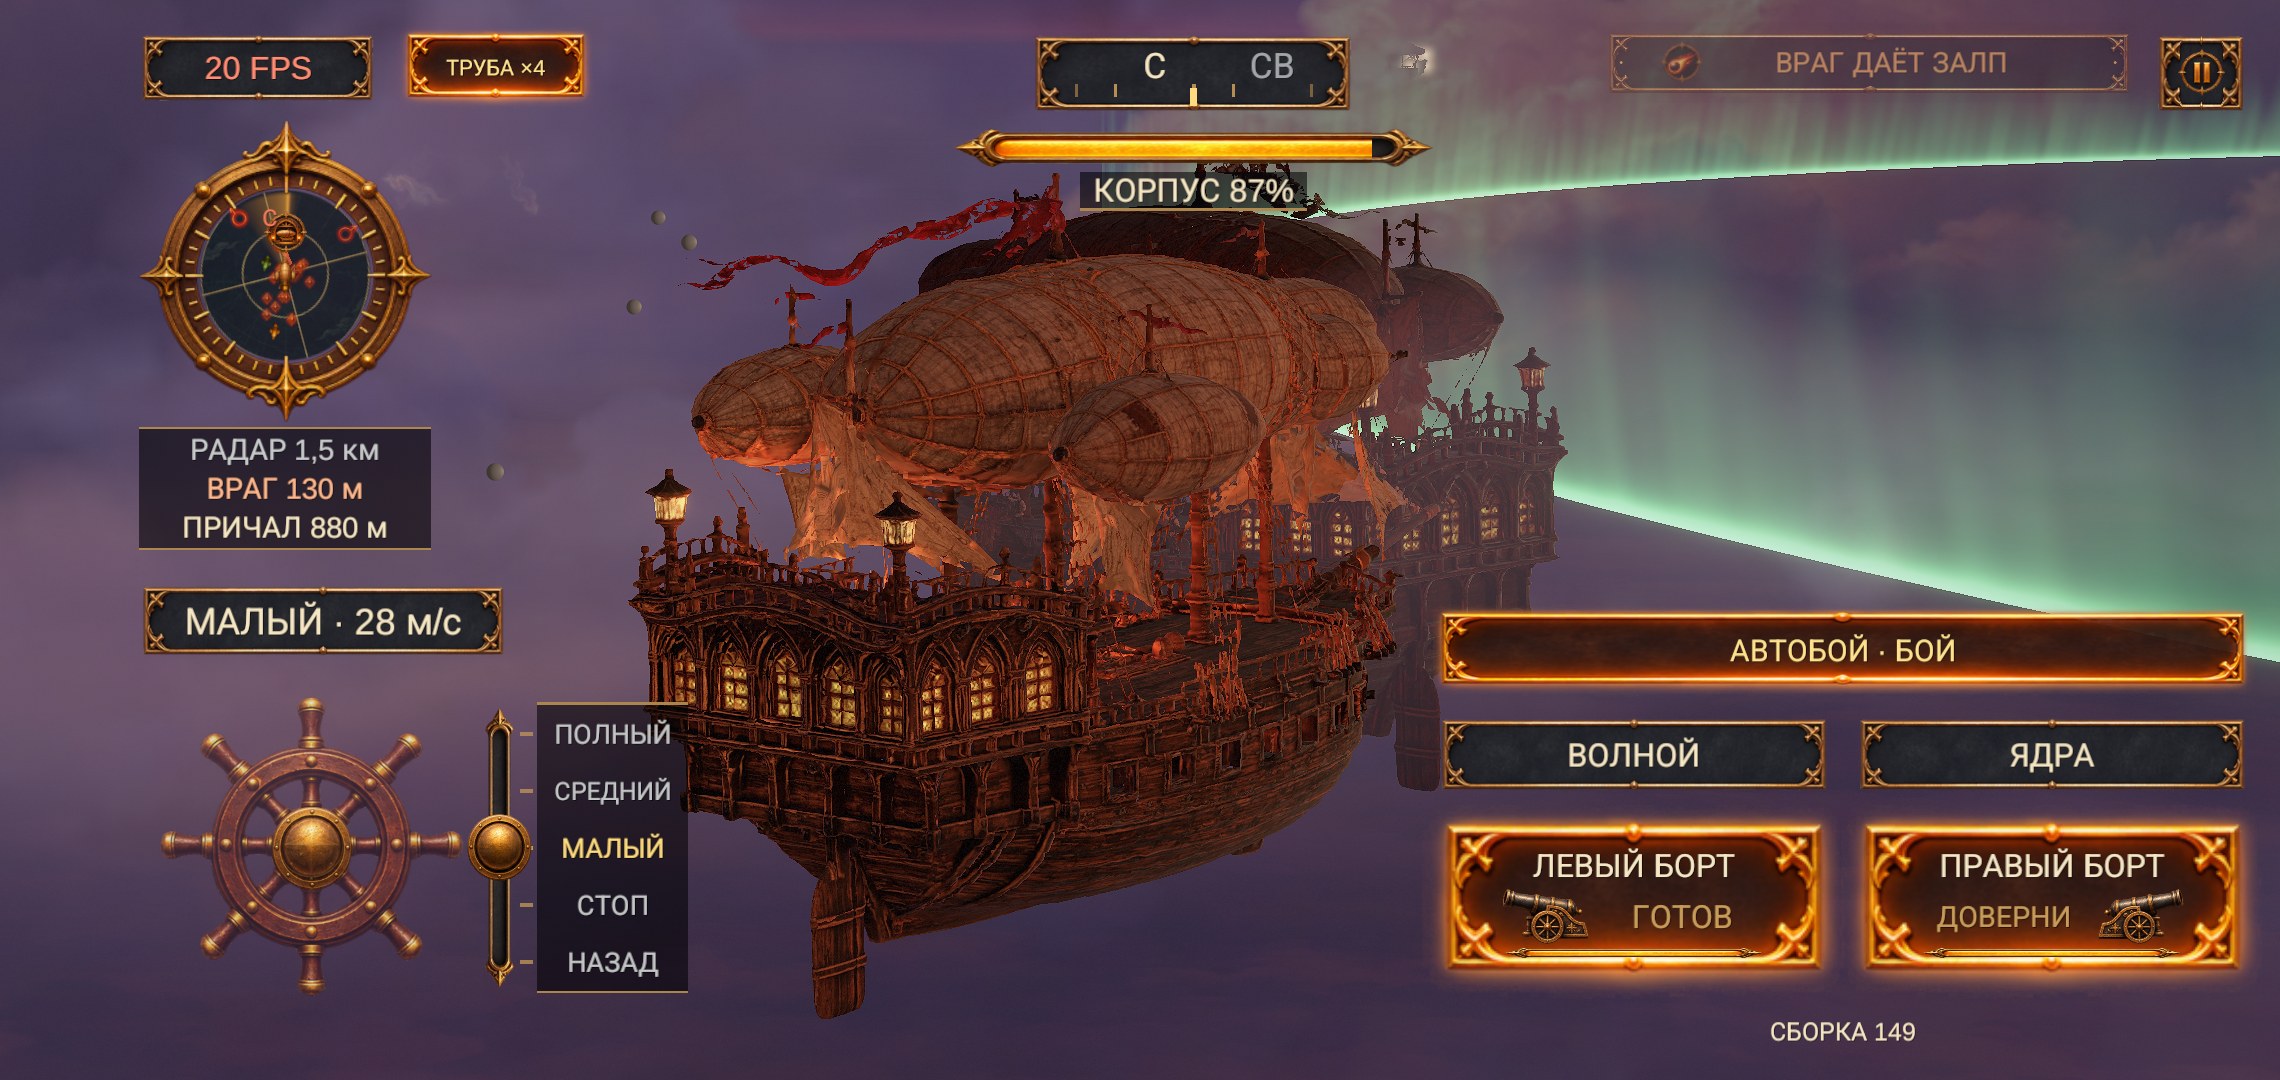 20 FPS
ТРУБА ×4
С СВ
ВРАГ ДАЁТ ЗАЛП
КОРПУС 87%
С
РАДАР 1,5 км
ВРАГ 130 м
ПРИЧАЛ 880 м
МАЛЫЙ · 28 м/с
ПОЛНЫЙ
СРЕДНИЙ
МАЛЫЙ
СТОП
НАЗАД
АВТОБОЙ · БОЙ
ВОЛНОЙ
ЯДРА
ЛЕВЫЙ БОРТ
ГОТОВ
ПРАВЫЙ БОРТ
ДОВЕРНИ
СБОРКА 149